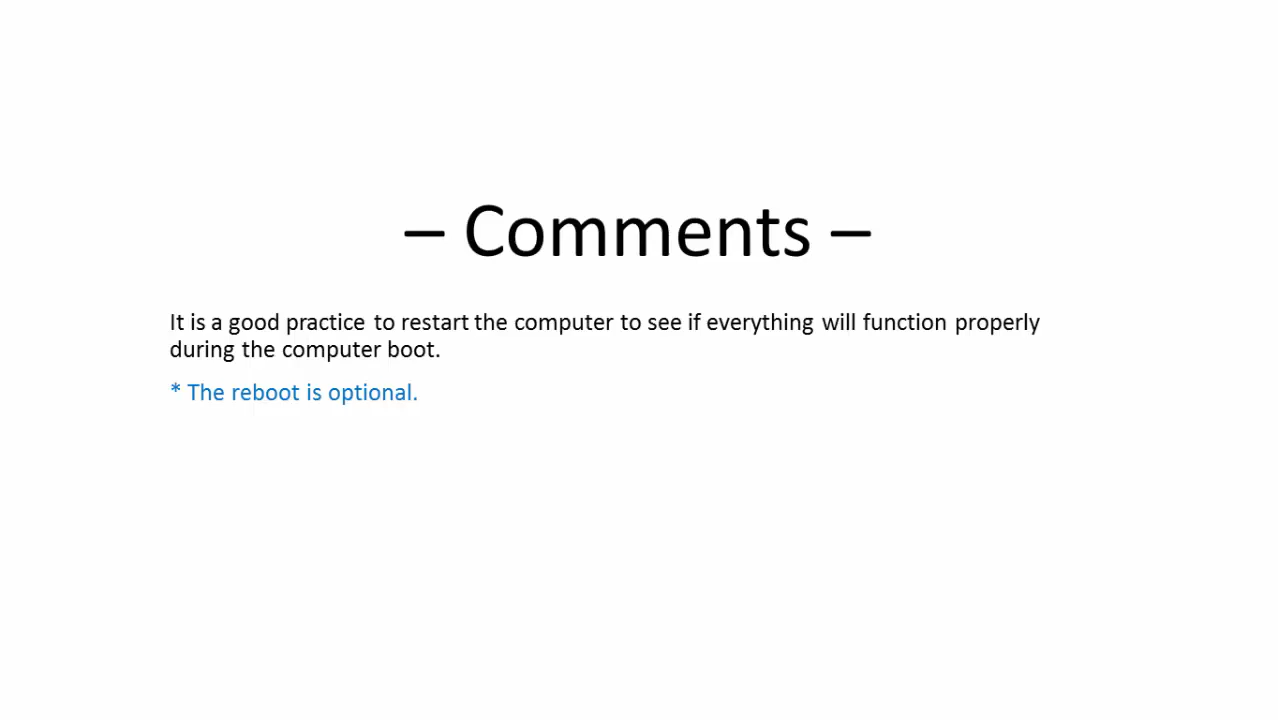 – Comments –
It is a good practice to restart the computer to see if everything will function properly
during the computer boot.
* The reboot is optional.